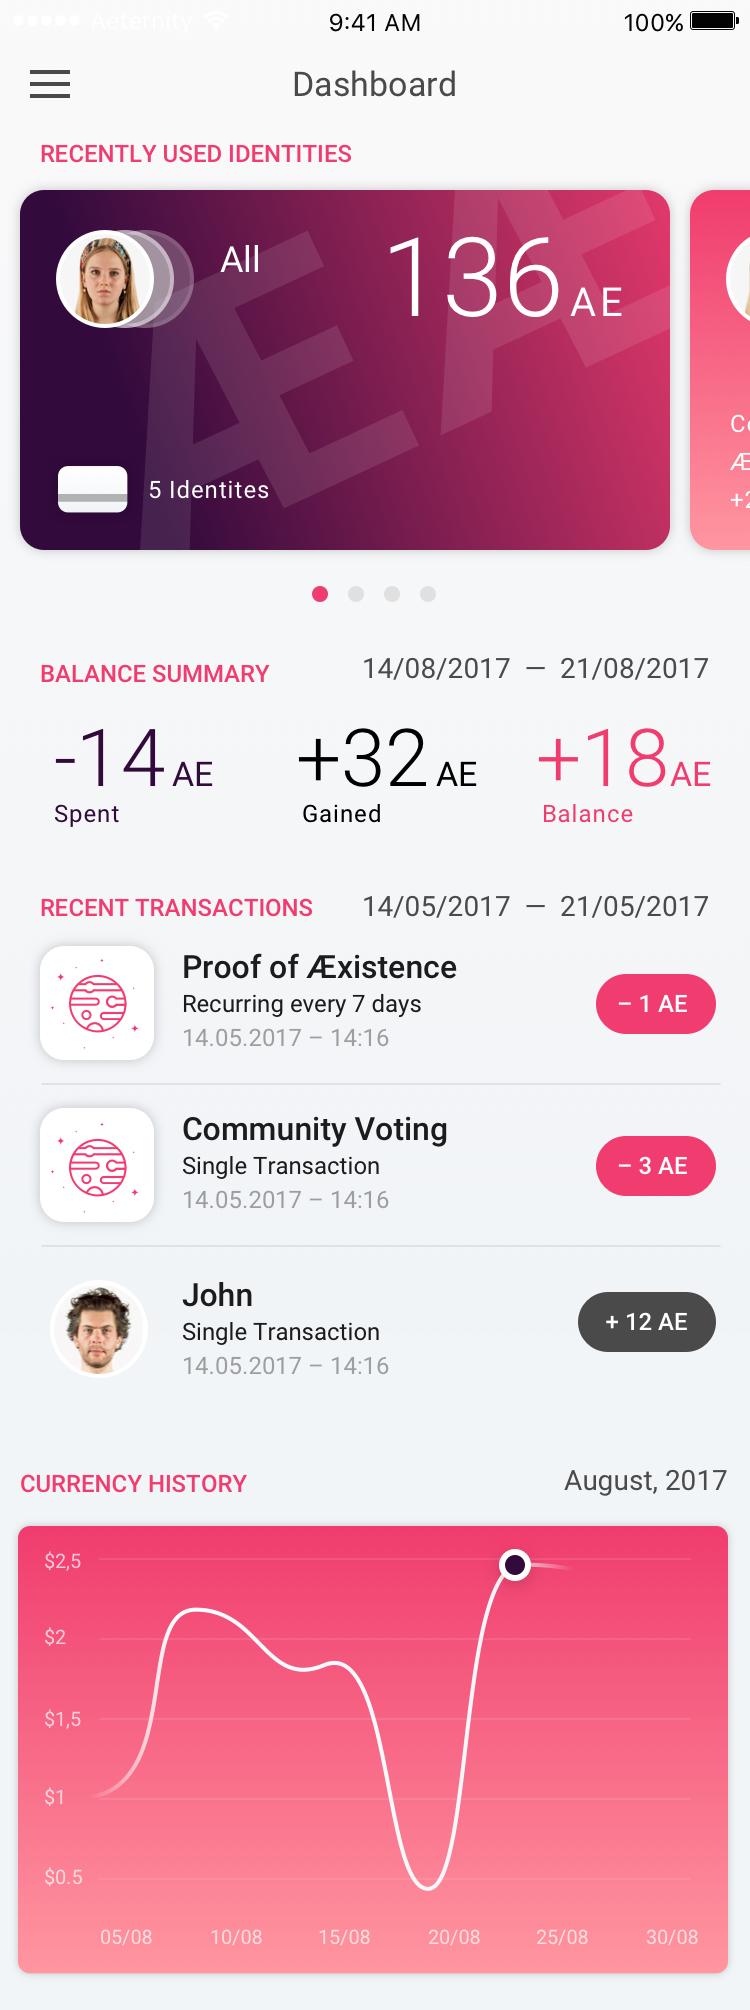 Aeternity 9:41 AM 100%
Dashboard
RECENTLY USED IDENTITIES
All 136 AE
5 Identites
Æ
+2
BALANCE SUMMARY 14/08/2017 — 21/08/2017
-14 AE +32 AE +18 AE
Spent Gained Balance
RECENT TRANSACTIONS 14/05/2017 — 21/05/2017
Proof of Æxistence
Recurring every 7 days – 1 AE
14.05.2017 – 14:16
Community Voting
Single Transaction – 3 AE
14.05.2017 – 14:16
John
Single Transaction + 12 AE
14.05.2017 – 14:16
CURRENCY HISTORY August, 2017
$2,5
$2
$1,5
$1
$0.5
05/08 10/08 15/08 20/08 25/08 30/08